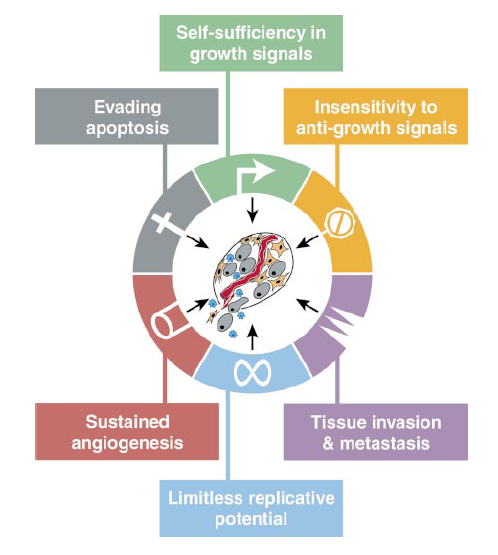 Self-sufficiency in
growth signals
Evading
apoptosis
Insensitivity to
anti-growth signals
Sustained
angiogenesis
Tissue invasion
& metastasis
Limitless replicative
potential